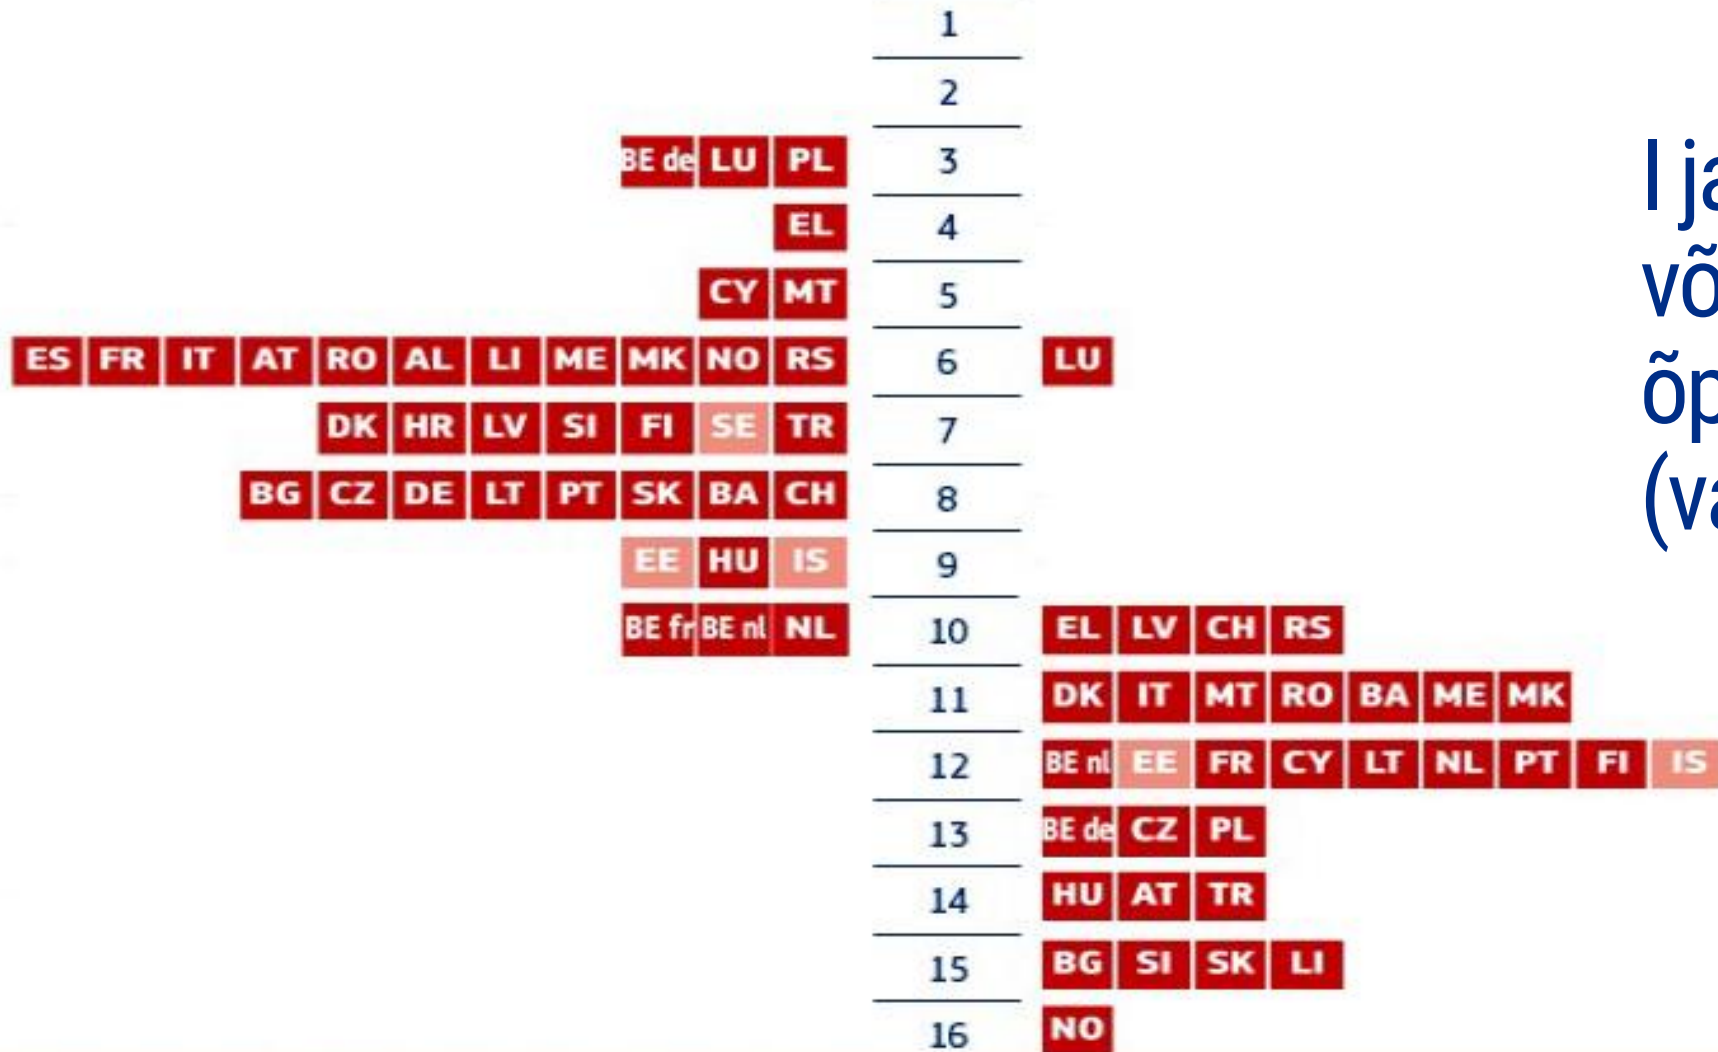 1
2
BE de LU PL 3
EL 4
CY MT 5
ES FR IT AT RO AL LI ME MK NO RS 6 LU
DK HR LV SI FI SE TR 7
BG CZ DE LT PT SK BA CH 8
EE HU IS 9
BE fr BE nl NL 10 EL LV CH RS
11 DK IT MT RO BA ME MK
12 BE nl EE FR CY LT NL PT FI IS
13 BE de CZ PL
14 HU AT TR
15 BG SI SK LI
16 NO
I ja
võ
õp
(va